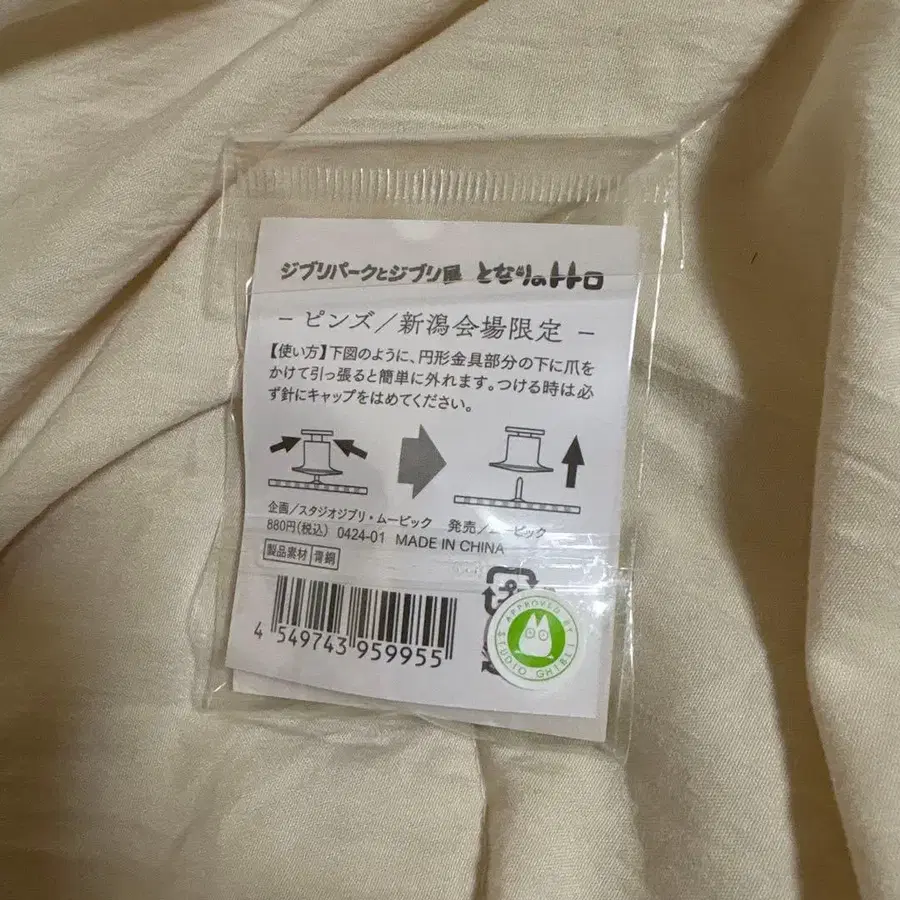 ジブリパークとジブリ展 となりのトトロ
– ピンズ／新潟会場限定 –
【使い方】下図のように、円形金具部分の下に爪を
かけて引っ張ると簡単に外れます。つける時は必
ず針にキャップをはめてください。
企画／スタジオジブリ・ムービック 発売／ムービック
880円(税込) 0424-01 MADE IN CHINA
製品素材 青銅
プ
4 549743 959955
APPROVED BY
STUDIO GHIBLI